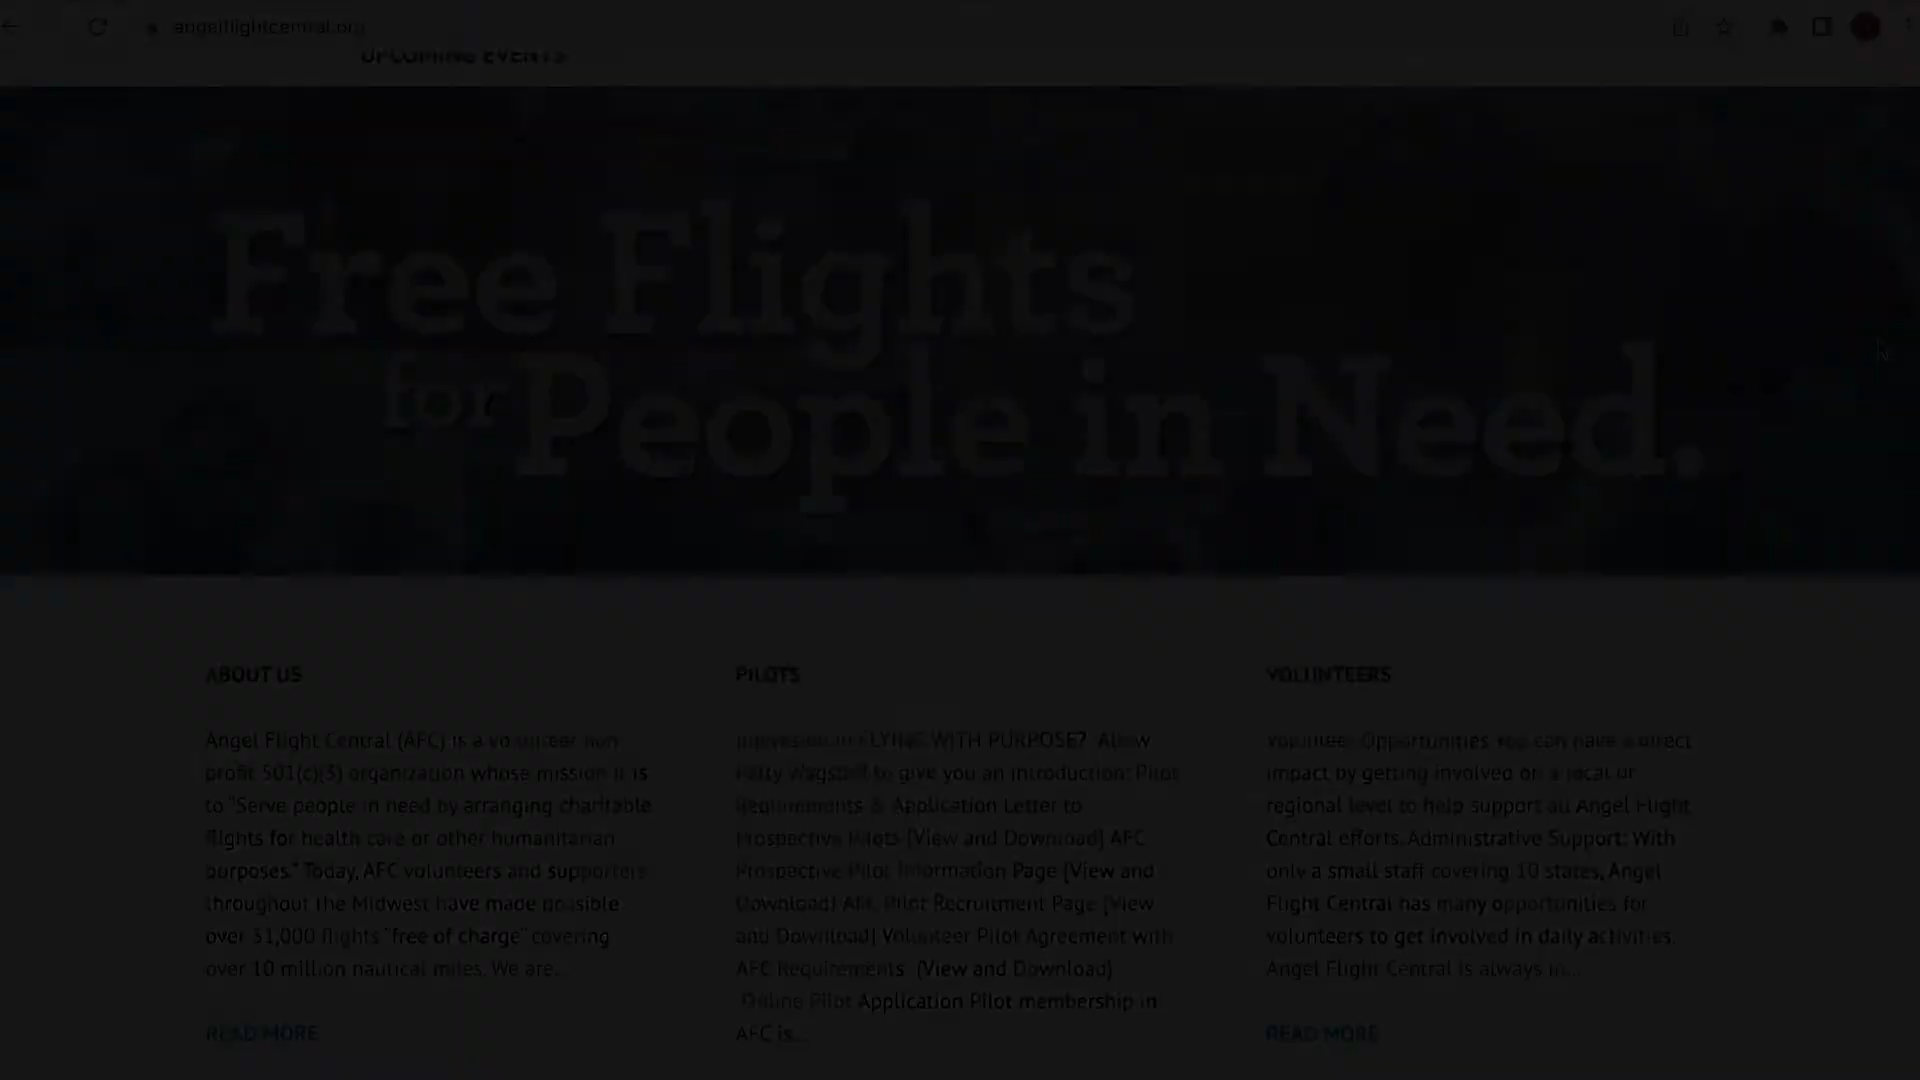 angelflightcentral.org
UPCOMING EVENTS
Free Flights
for People in Need.
ABOUT US
Angel Flight Central (AFC) is a volunteer non
profit 501(c)(3) organization whose mission it is
to "Serve people in need by arranging charitable
flights for health care or other humanitarian
purposes." Today, AFC volunteers and supporters
throughout the Midwest have made possible
over 31,000 flights "free of charge" covering
over 10 million nautical miles. We are...
READ MORE
PILOTS
FLYING WITH PURPOSE? Allow
Patty Wagstaff to give you an introduction: Pilot
Requirements & Application Letter to
Prospective Pilots [View and Download] AFC
Prospective Pilot Information Page [View and
Download] AFC Pilot Recruitment Page [View
and Download] Volunteer Pilot Agreement with
AFC Requirements (View and Download)
Online Pilot Application Pilot membership in
AFC is...
VOLUNTEERS
Volunteer Opportunities You can have a direct
impact by getting involved on a local or
regional level to help support all Angel Flight
Central efforts. Administrative Support: With
only a small staff covering 10 states, Angel
Flight Central has many opportunities for
volunteers to get involved in daily activities.
Angel Flight Central is always in...
READ MORE